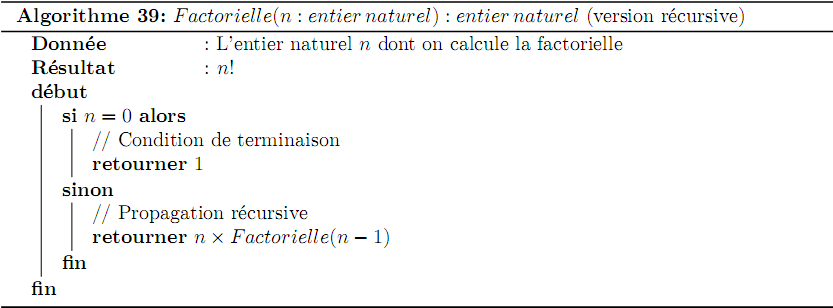 Algorithme 39: Factorielle(n : entier naturel) : entier naturel (version récursive)
Donnée : L'entier naturel n dont on calcule la factorielle
Résultat : n!
début
si n = 0 alors
// Condition de terminaison
retourner 1
sinon
// Propagation récursive
retourner n × Factorielle(n − 1)
fin
fin